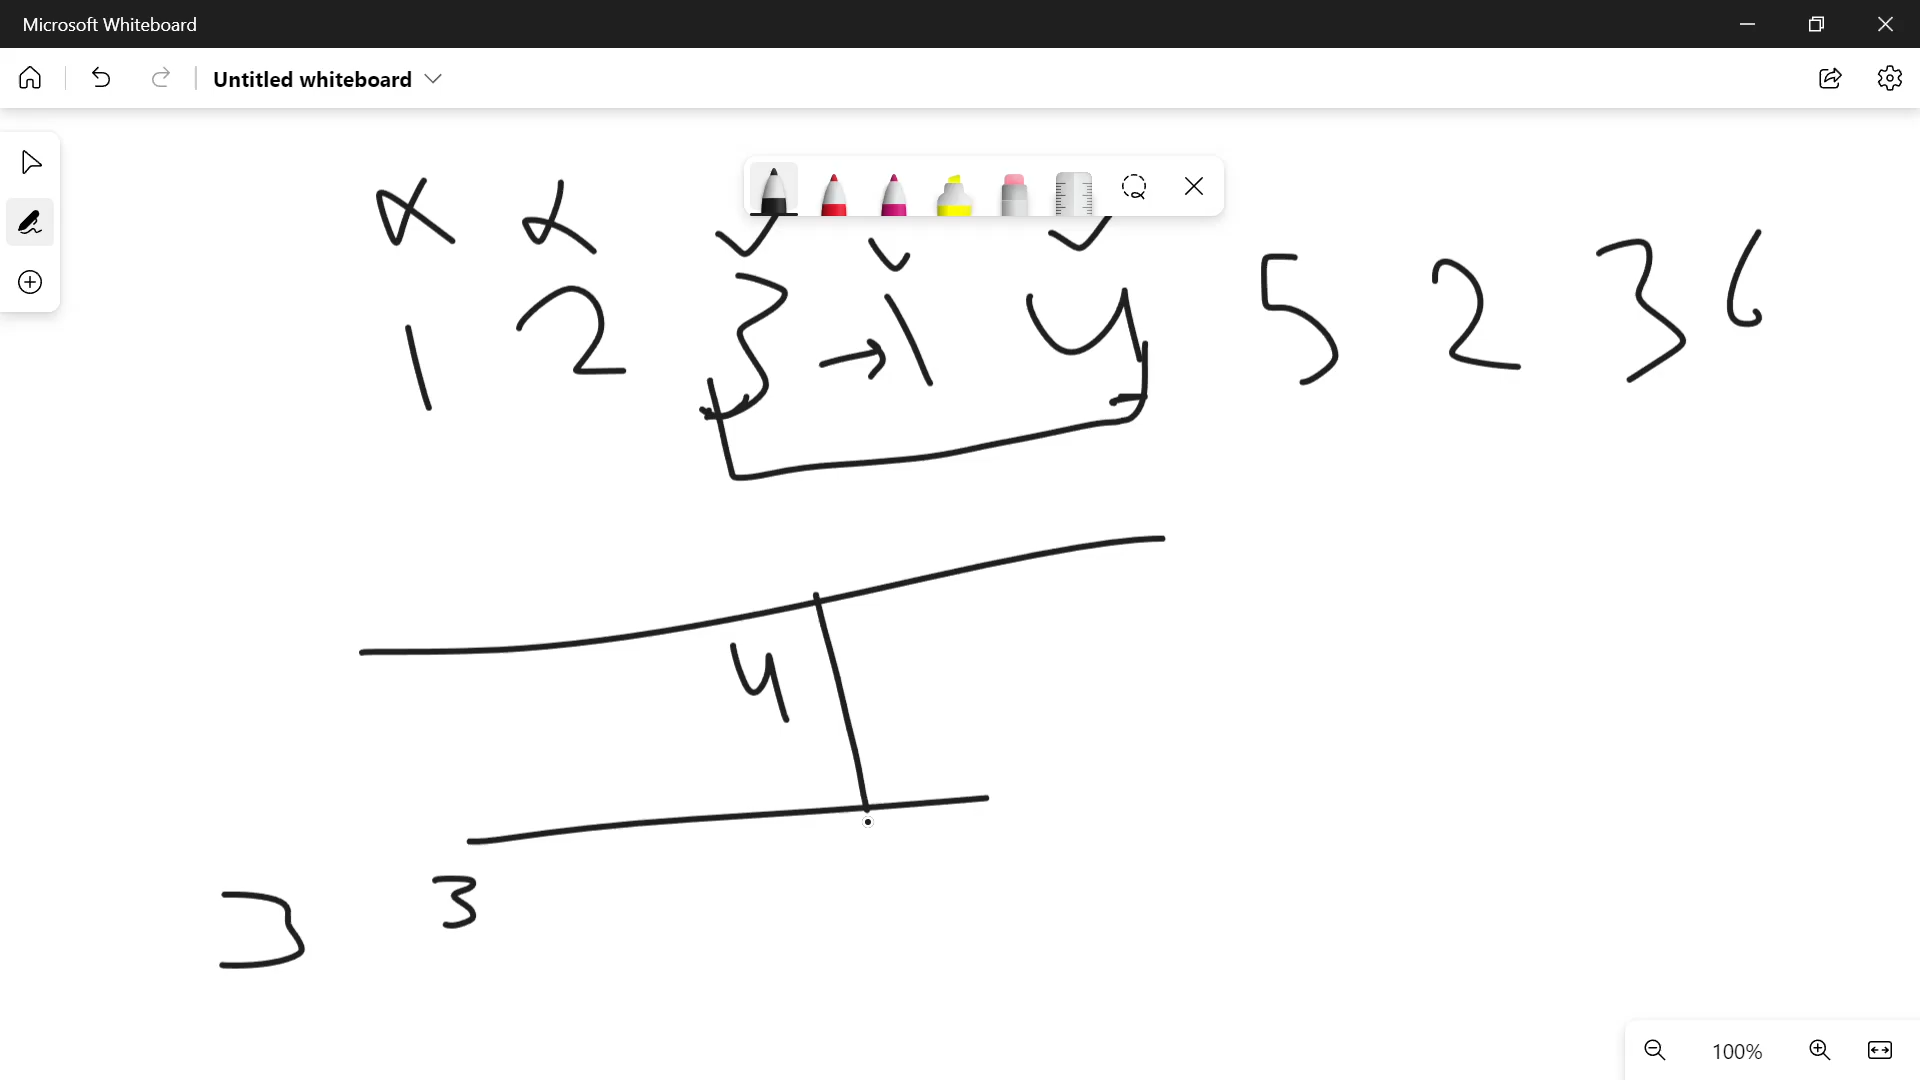 Microsoft Whiteboard
Untitled whiteboard
1 2 3 → 1 4 5 2 3 6
4
3
3
100%